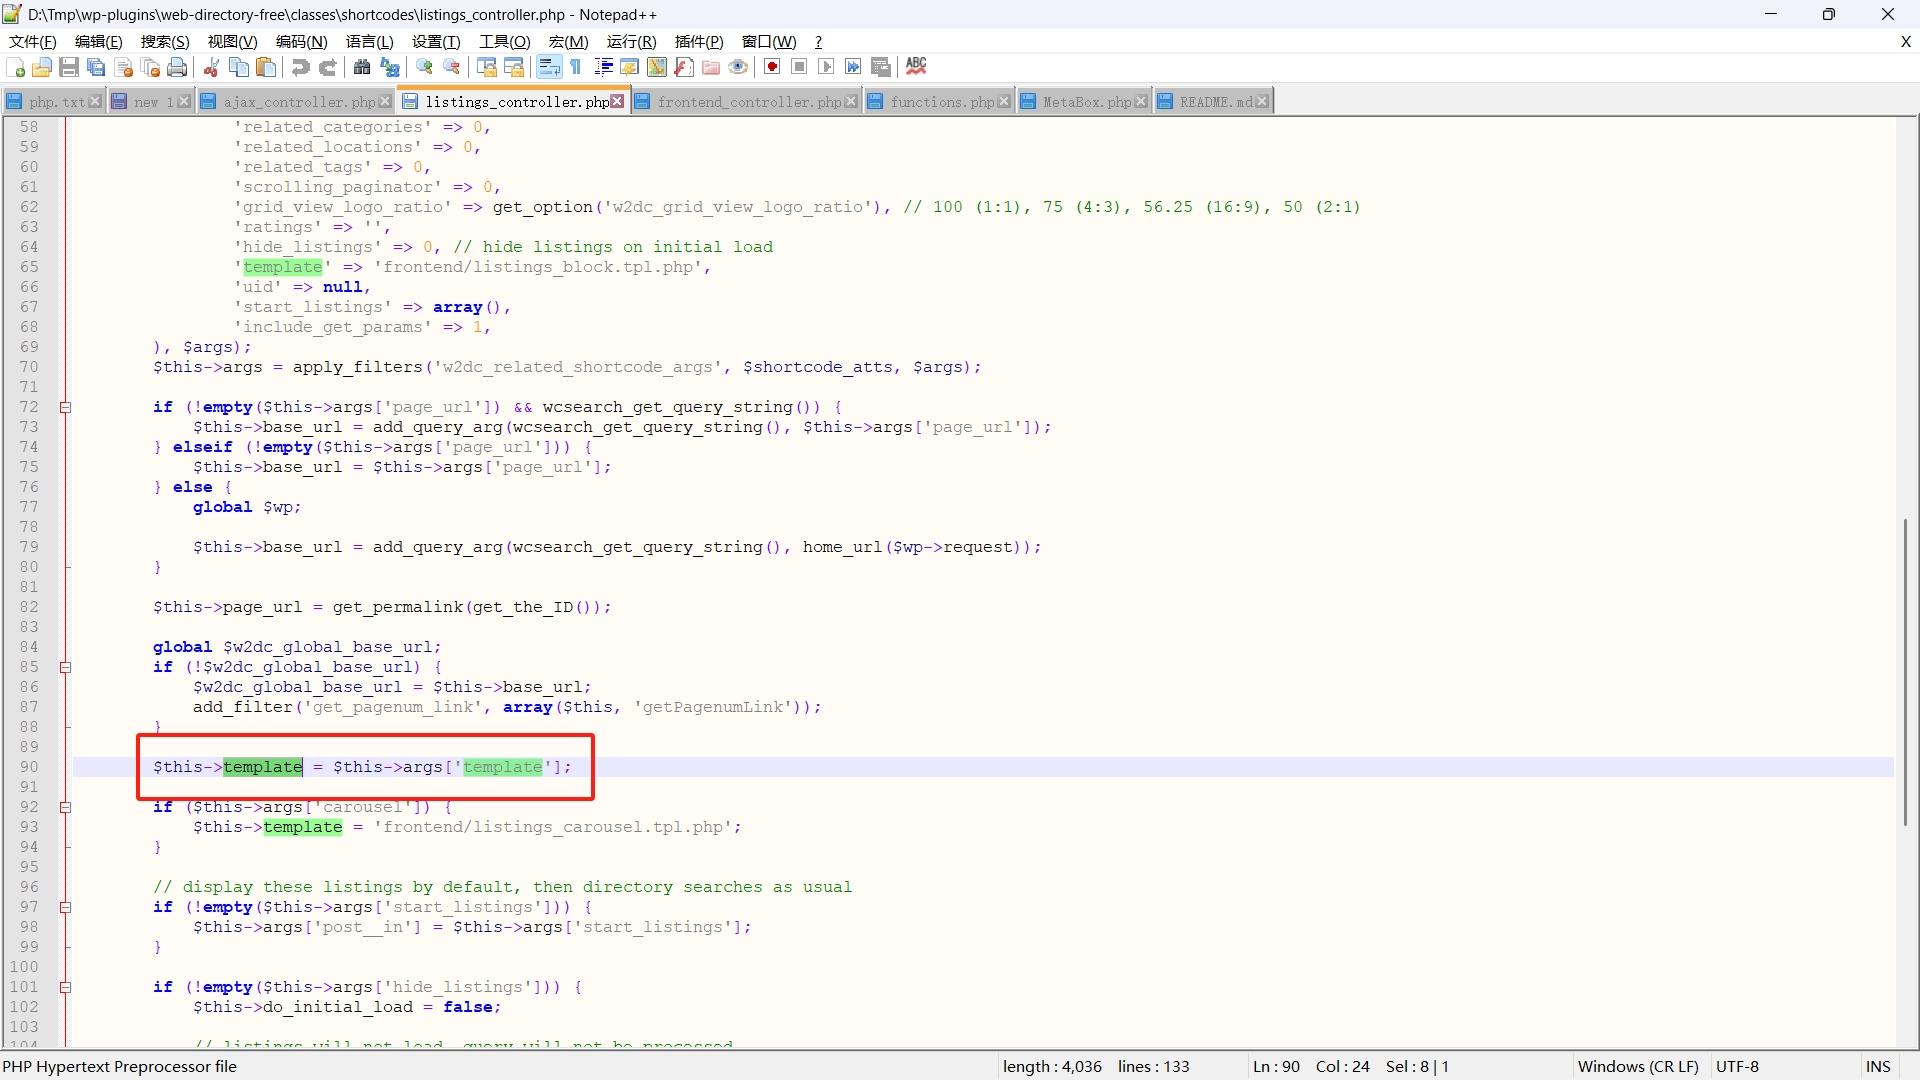 D:\Tmp\wp-plugins\web-directory-free\classes\shortcodes\listings_controller.php - Notepad++
文件(F) 编辑(E) 搜索(S) 视图(V) 编码(N) 语言(L) 设置(T) 工具(O) 宏(M) 运行(R) 插件(P) 窗口(W) ? X
ABC
php.txt new 1 ajax_controller.php listings_controller.php frontend_controller.php functions.php MetaBox.php README.md
58 'related_categories' => 0,
59 'related_locations' => 0,
60 'related_tags' => 0,
61 'scrolling_paginator' => 0,
62 'grid_view_logo_ratio' => get_option('w2dc_grid_view_logo_ratio'), // 100 (1:1), 75 (4:3), 56.25 (16:9), 50 (2:1)
63 'ratings' => '',
64 'hide_listings' => 0, // hide listings on initial load
65 'template' => 'frontend/listings_block.tpl.php',
66 'uid' => null,
67 'start_listings' => array(),
68 'include_get_params' => 1,
69 ), $args);
70 $this->args = apply_filters('w2dc_related_shortcode_args', $shortcode_atts, $args);
71
72 if (!empty($this->args['page_url']) && wcsearch_get_query_string()) {
73 $this->base_url = add_query_arg(wcsearch_get_query_string(), $this->args['page_url']);
74 } elseif (!empty($this->args['page_url'])) {
75 $this->base_url = $this->args['page_url'];
76 } else {
77 global $wp;
78
79 $this->base_url = add_query_arg(wcsearch_get_query_string(), home_url($wp->request));
80 }
81
82 $this->page_url = get_permalink(get_the_ID());
83
84 global $w2dc_global_base_url;
85 if (!$w2dc_global_base_url) {
86 $w2dc_global_base_url = $this->base_url;
87 add_filter('get_pagenum_link', array($this, 'getPagenumLink'));
88 }
89
90 $this->template = $this->args['template'];
91
92 if ($this->args['carousel']) {
93 $this->template = 'frontend/listings_carousel.tpl.php';
94 }
95
96 // display these listings by default, then directory searches as usual
97 if (!empty($this->args['start_listings'])) {
98 $this->args['post__in'] = $this->args['start_listings'];
99 }
100
101 if (!empty($this->args['hide_listings'])) {
102 $this->do_initial_load = false;
103
104 // listings will not load, query will not be processed
PHP Hypertext Preprocessor file length : 4,036 lines : 133 Ln : 90 Col : 24 Sel : 8 | 1 Windows (CR LF) UTF-8 INS